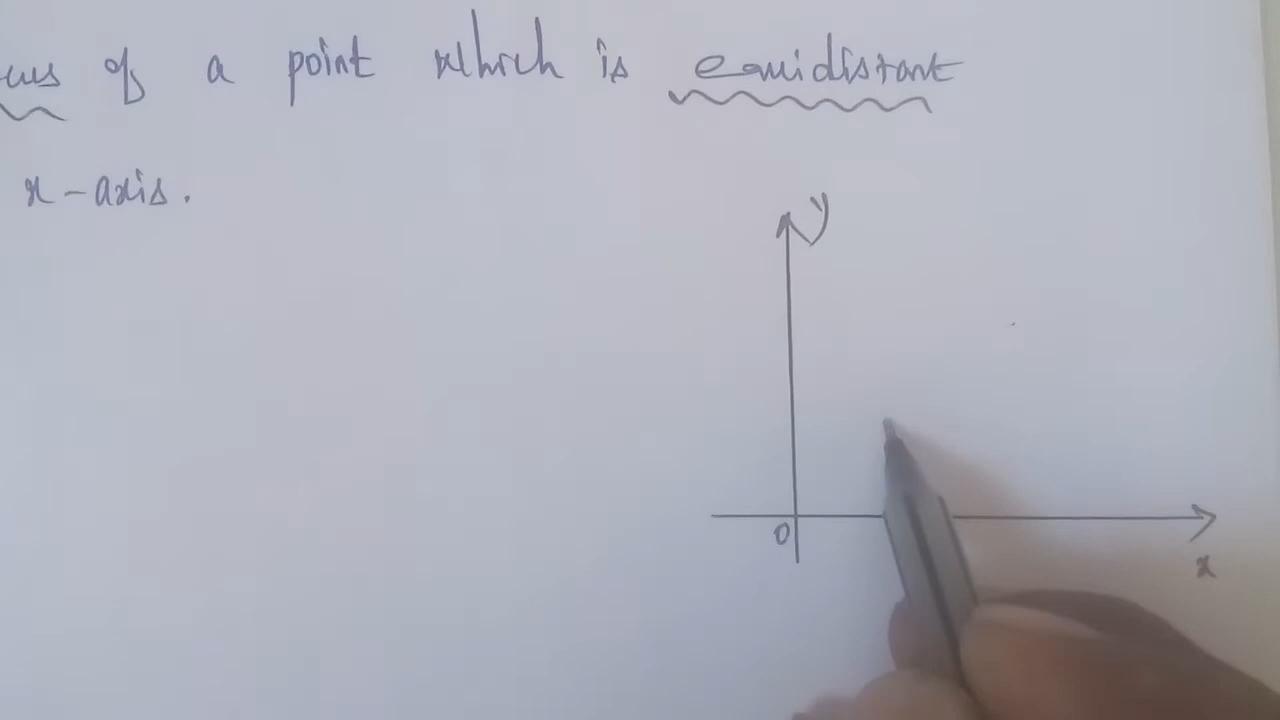 us of a point which is equidistant
x-axis.
y
0
x